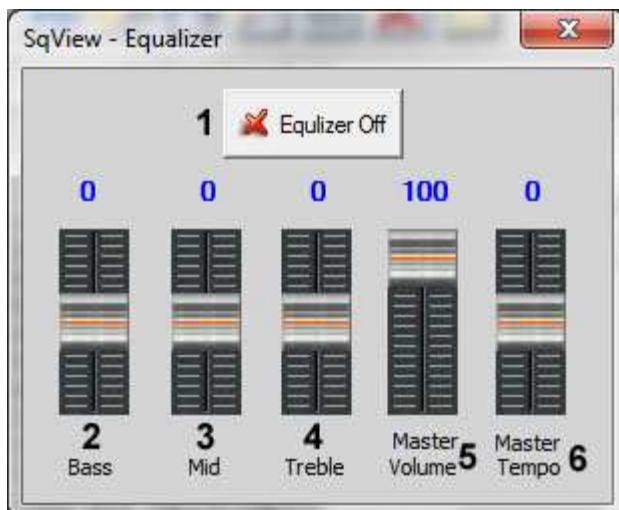 SqView - Equalizer
1 Equlizer Off
0 0 0 100 0
2 3 4
Bass Mid Treble Master Volume 5 Master Tempo 6